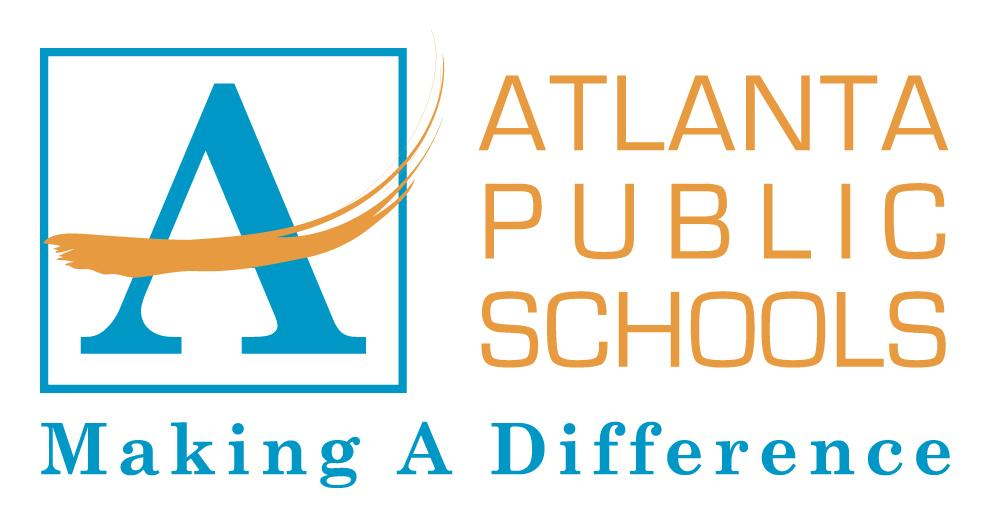 A
ATLANTA
PUBLIC
SCHOOLS
Making A Difference